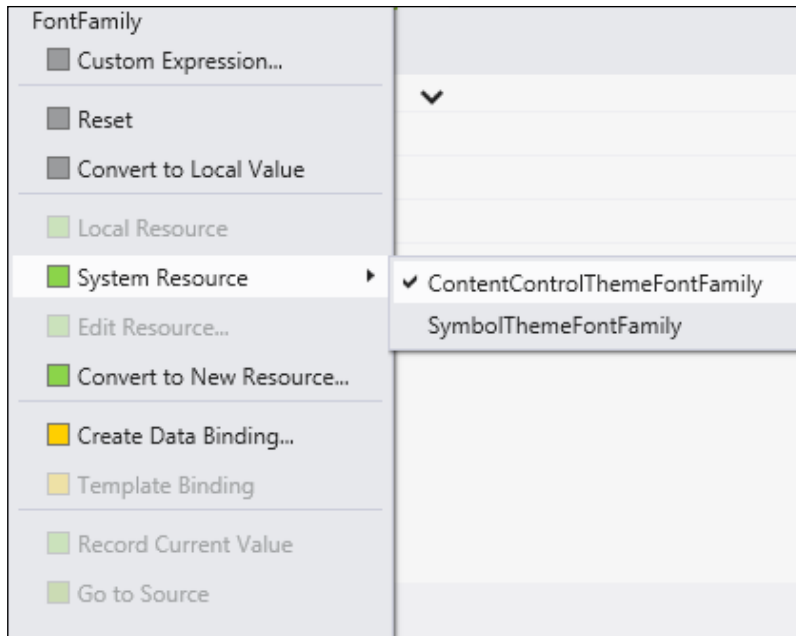 FontFamily
Custom Expression...
Reset
Convert to Local Value
Local Resource
System Resource
ContentControlThemeFontFamily
SymbolThemeFontFamily
Edit Resource...
Convert to New Resource...
Create Data Binding...
Template Binding
Record Current Value
Go to Source